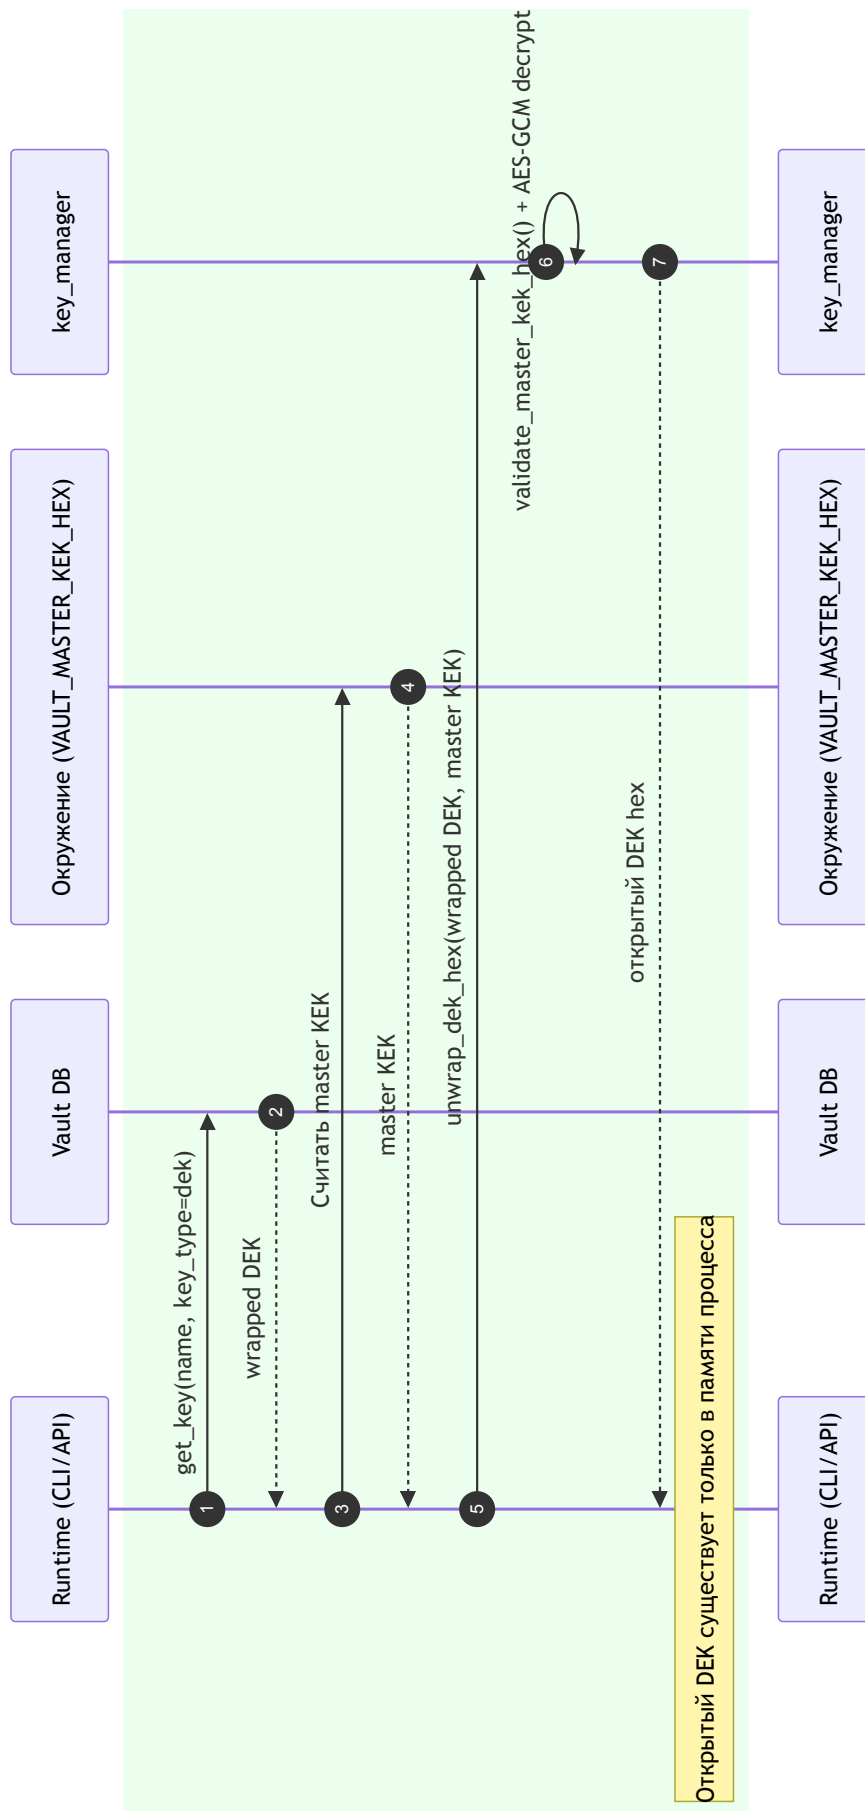 Runtime (CLI/API)
Vault DB
Окружение (VAULT_MASTER_KEK_HEX)
key_manager
get_key(name, key_type=dek)
1
wrapped DEK
2
Считать master KEK
3
master KEK
4
unwrap_dek_hex(wrapped DEK, master KEK)
5
validate_master_kek_hex() + AES-GCM decrypt
6
открытый DEK hex
7
Открытый DEK существует только в памяти процесса
Runtime (CLI/API)
Vault DB
Окружение (VAULT_MASTER_KEK_HEX)
key_manager